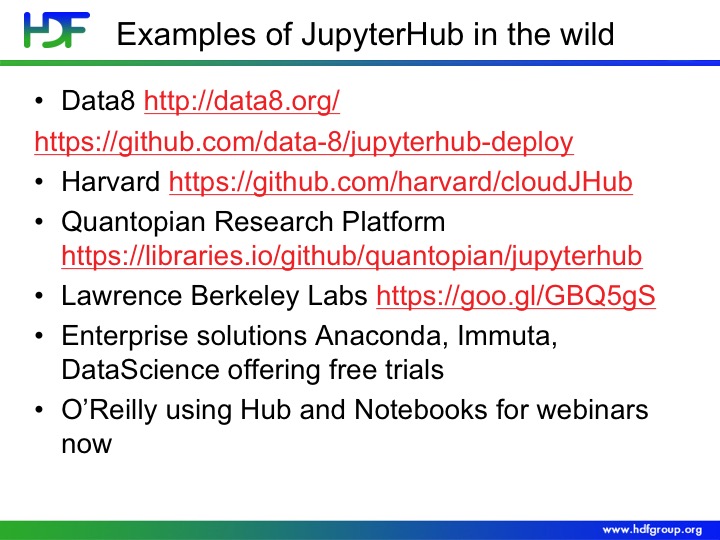 HDF
Examples of JupyterHub in the wild
• Data8 http://data8.org/
https://github.com/data-8/jupyterhub-deploy
• Harvard https://github.com/harvard/cloudJHub
• Quantopian Research Platform
https://libraries.io/github/quantopian/jupyterhub
• Lawrence Berkeley Labs https://goo.gl/GBQ5gS
• Enterprise solutions Anaconda, Immuta,
DataScience offering free trials
• O’Reilly using Hub and Notebooks for webinars
now
www.hdfgroup.org